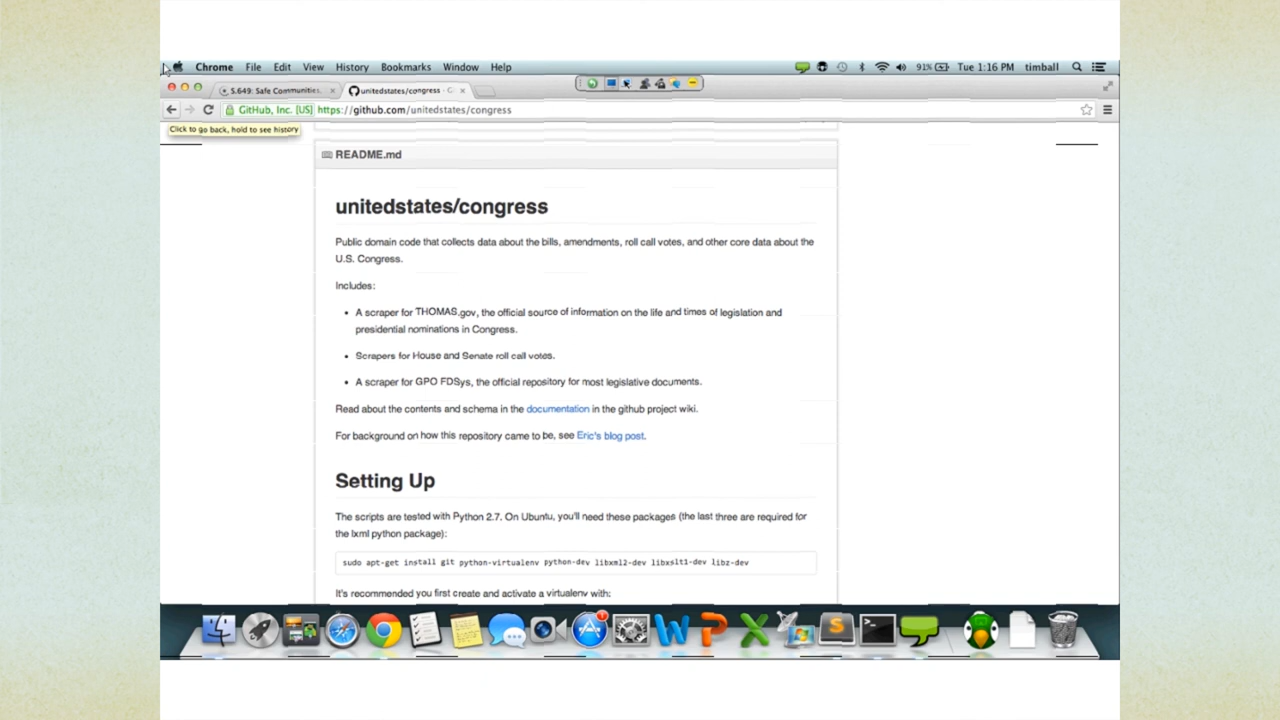 Chrome File Edit View History Bookmarks Window Help 91% Tue 1:16 PM timball
S.649: Safe Communities unitedstates/congress · G
GitHub, Inc. [US] https://github.com/unitedstates/congress
Click to go back, hold to see history
README.md
unitedstates/congress
Public domain code that collects data about the bills, amendments, roll call votes, and other core data about the
U.S. Congress.
Includes:
• A scraper for THOMAS.gov, the official source of information on the life and times of legislation and
presidential nominations in Congress.
• Scrapers for House and Senate roll call votes.
• A scraper for GPO FDSys, the official repository for most legislative documents.
Read about the contents and schema in the documentation in the github project wiki.
For background on how this repository came to be, see Eric's blog post.
Setting Up
The scripts are tested with Python 2.7. On Ubuntu, you'll need these packages (the last three are required for
the lxml python package):
sudo apt-get install git python-virtualenv python-dev libxml2-dev libxslt1-dev libz-dev
It's recommended you first create and activate a virtualenv with: